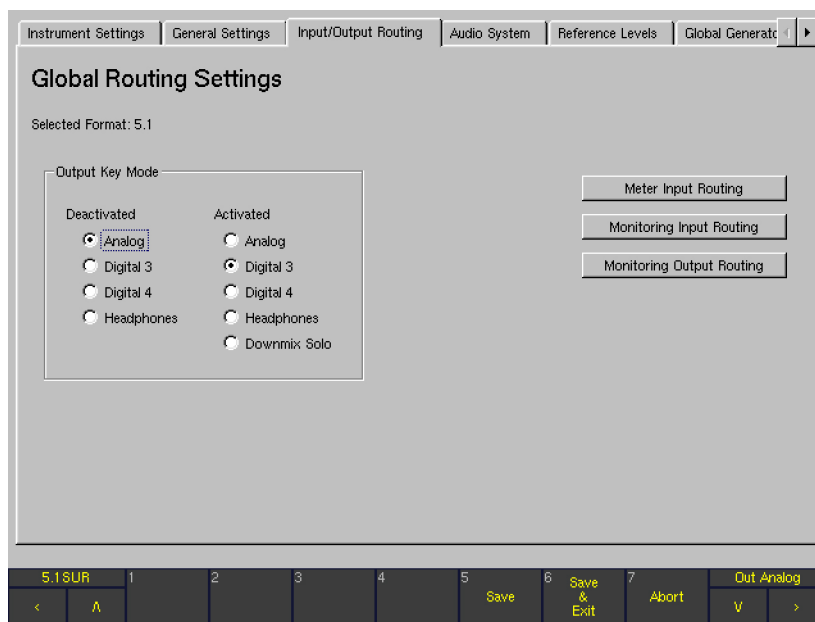 Instrument Settings General Settings Input/Output Routing Audio System Reference Levels Global Generato
Global Routing Settings
Selected Format: 5.1
Output Key Mode
Deactivated Activated
Analog Analog
Digital 3 Digital 3
Digital 4 Digital 4
Headphones Headphones
Downmix Solo
Meter Input Routing
Monitoring Input Routing
Monitoring Output Routing
5.1SUR 1 2 3 4 5 Save 6 Save & Exit 7 Abort Out Analog
< Λ V >